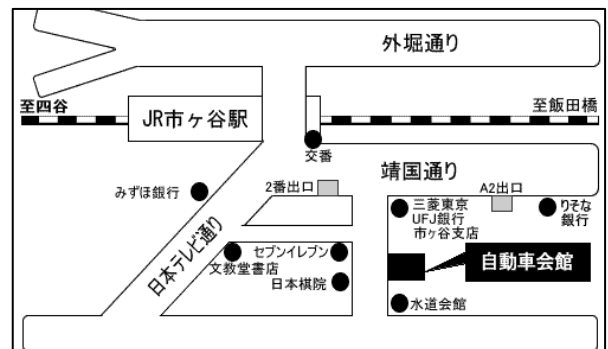 外堀通り
至四谷
JR市ヶ谷駅
至飯田橋
交番
靖国通り
みずほ銀行
2番出口
A2出口
三菱東京
UFJ銀行
市ヶ谷支店
りそな
銀行
日本テレビ通り
セブンイレブン
文教堂書店
日本棋院
自動車会館
水道会館